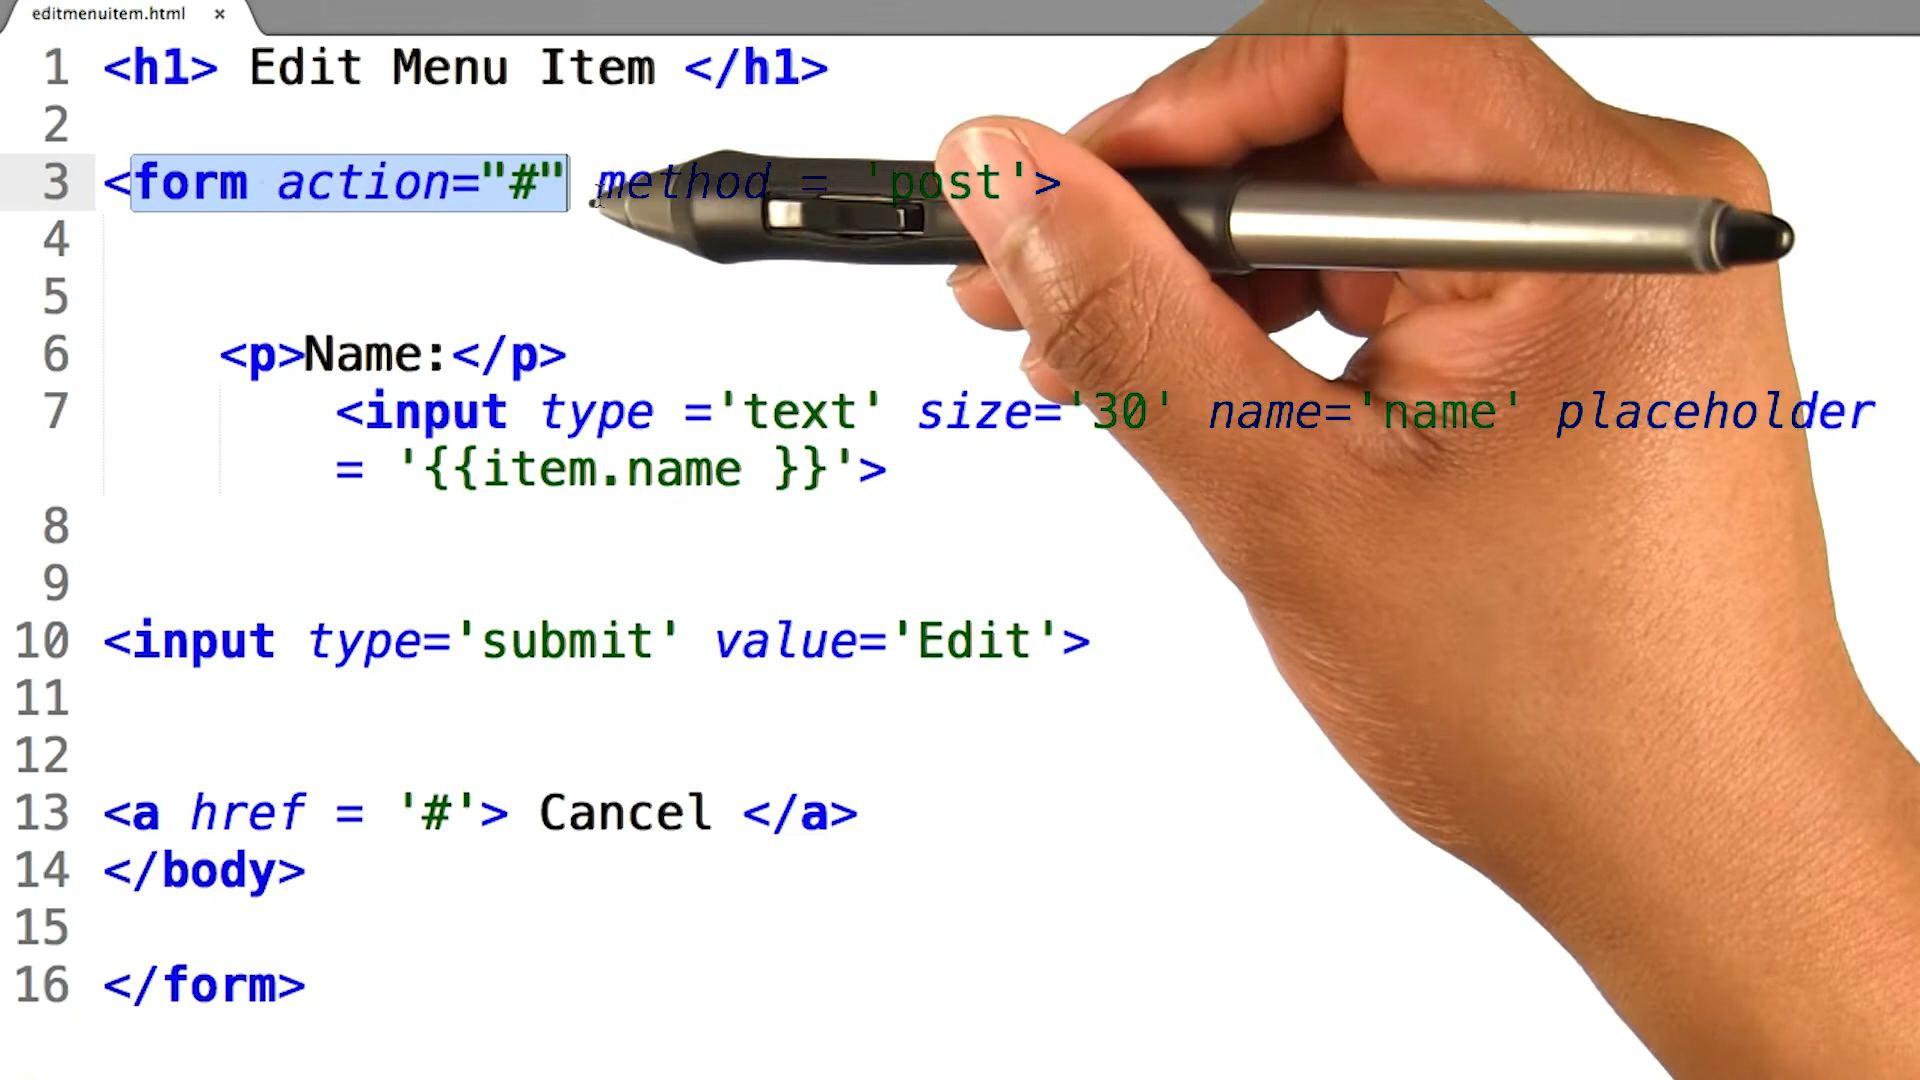 editmenuitem.html ×
1 <h1> Edit Menu Item </h1>
2
3 <form action="#" method = 'post'>
4
5
6 <p>Name:</p>
7 <input type ='text' size='30' name='name' placeholder
= '{{item.name }}'>
8
9
10 <input type='submit' value='Edit'>
11
12
13 <a href = '#'> Cancel </a>
14 </body>
15
16 </form>